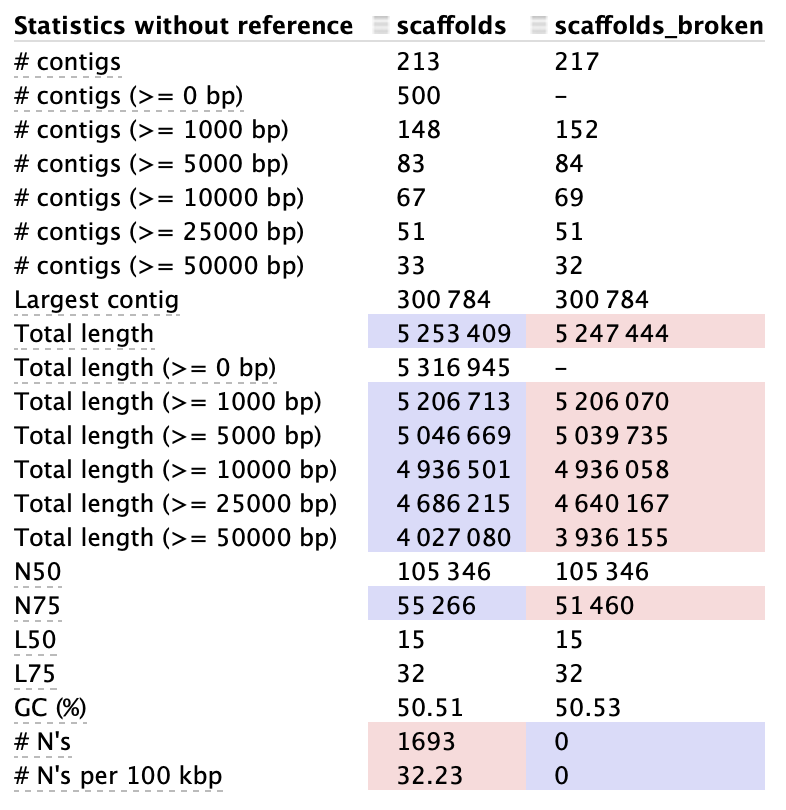 Statistics without reference scaffolds scaffolds_broken
# contigs 213 217
# contigs (>= 0 bp) 500 –
# contigs (>= 1000 bp) 148 152
# contigs (>= 5000 bp) 83 84
# contigs (>= 10000 bp) 67 69
# contigs (>= 25000 bp) 51 51
# contigs (>= 50000 bp) 33 32
Largest contig 300 784 300 784
Total length 5 253 409 5 247 444
Total length (>= 0 bp) 5 316 945 –
Total length (>= 1000 bp) 5 206 713 5 206 070
Total length (>= 5000 bp) 5 046 669 5 039 735
Total length (>= 10000 bp) 4 936 501 4 936 058
Total length (>= 25000 bp) 4 686 215 4 640 167
Total length (>= 50000 bp) 4 027 080 3 936 155
N50 105 346 105 346
N75 55 266 51 460
L50 15 15
L75 32 32
GC (%) 50.51 50.53
# N's 1693 0
# N's per 100 kbp 32.23 0